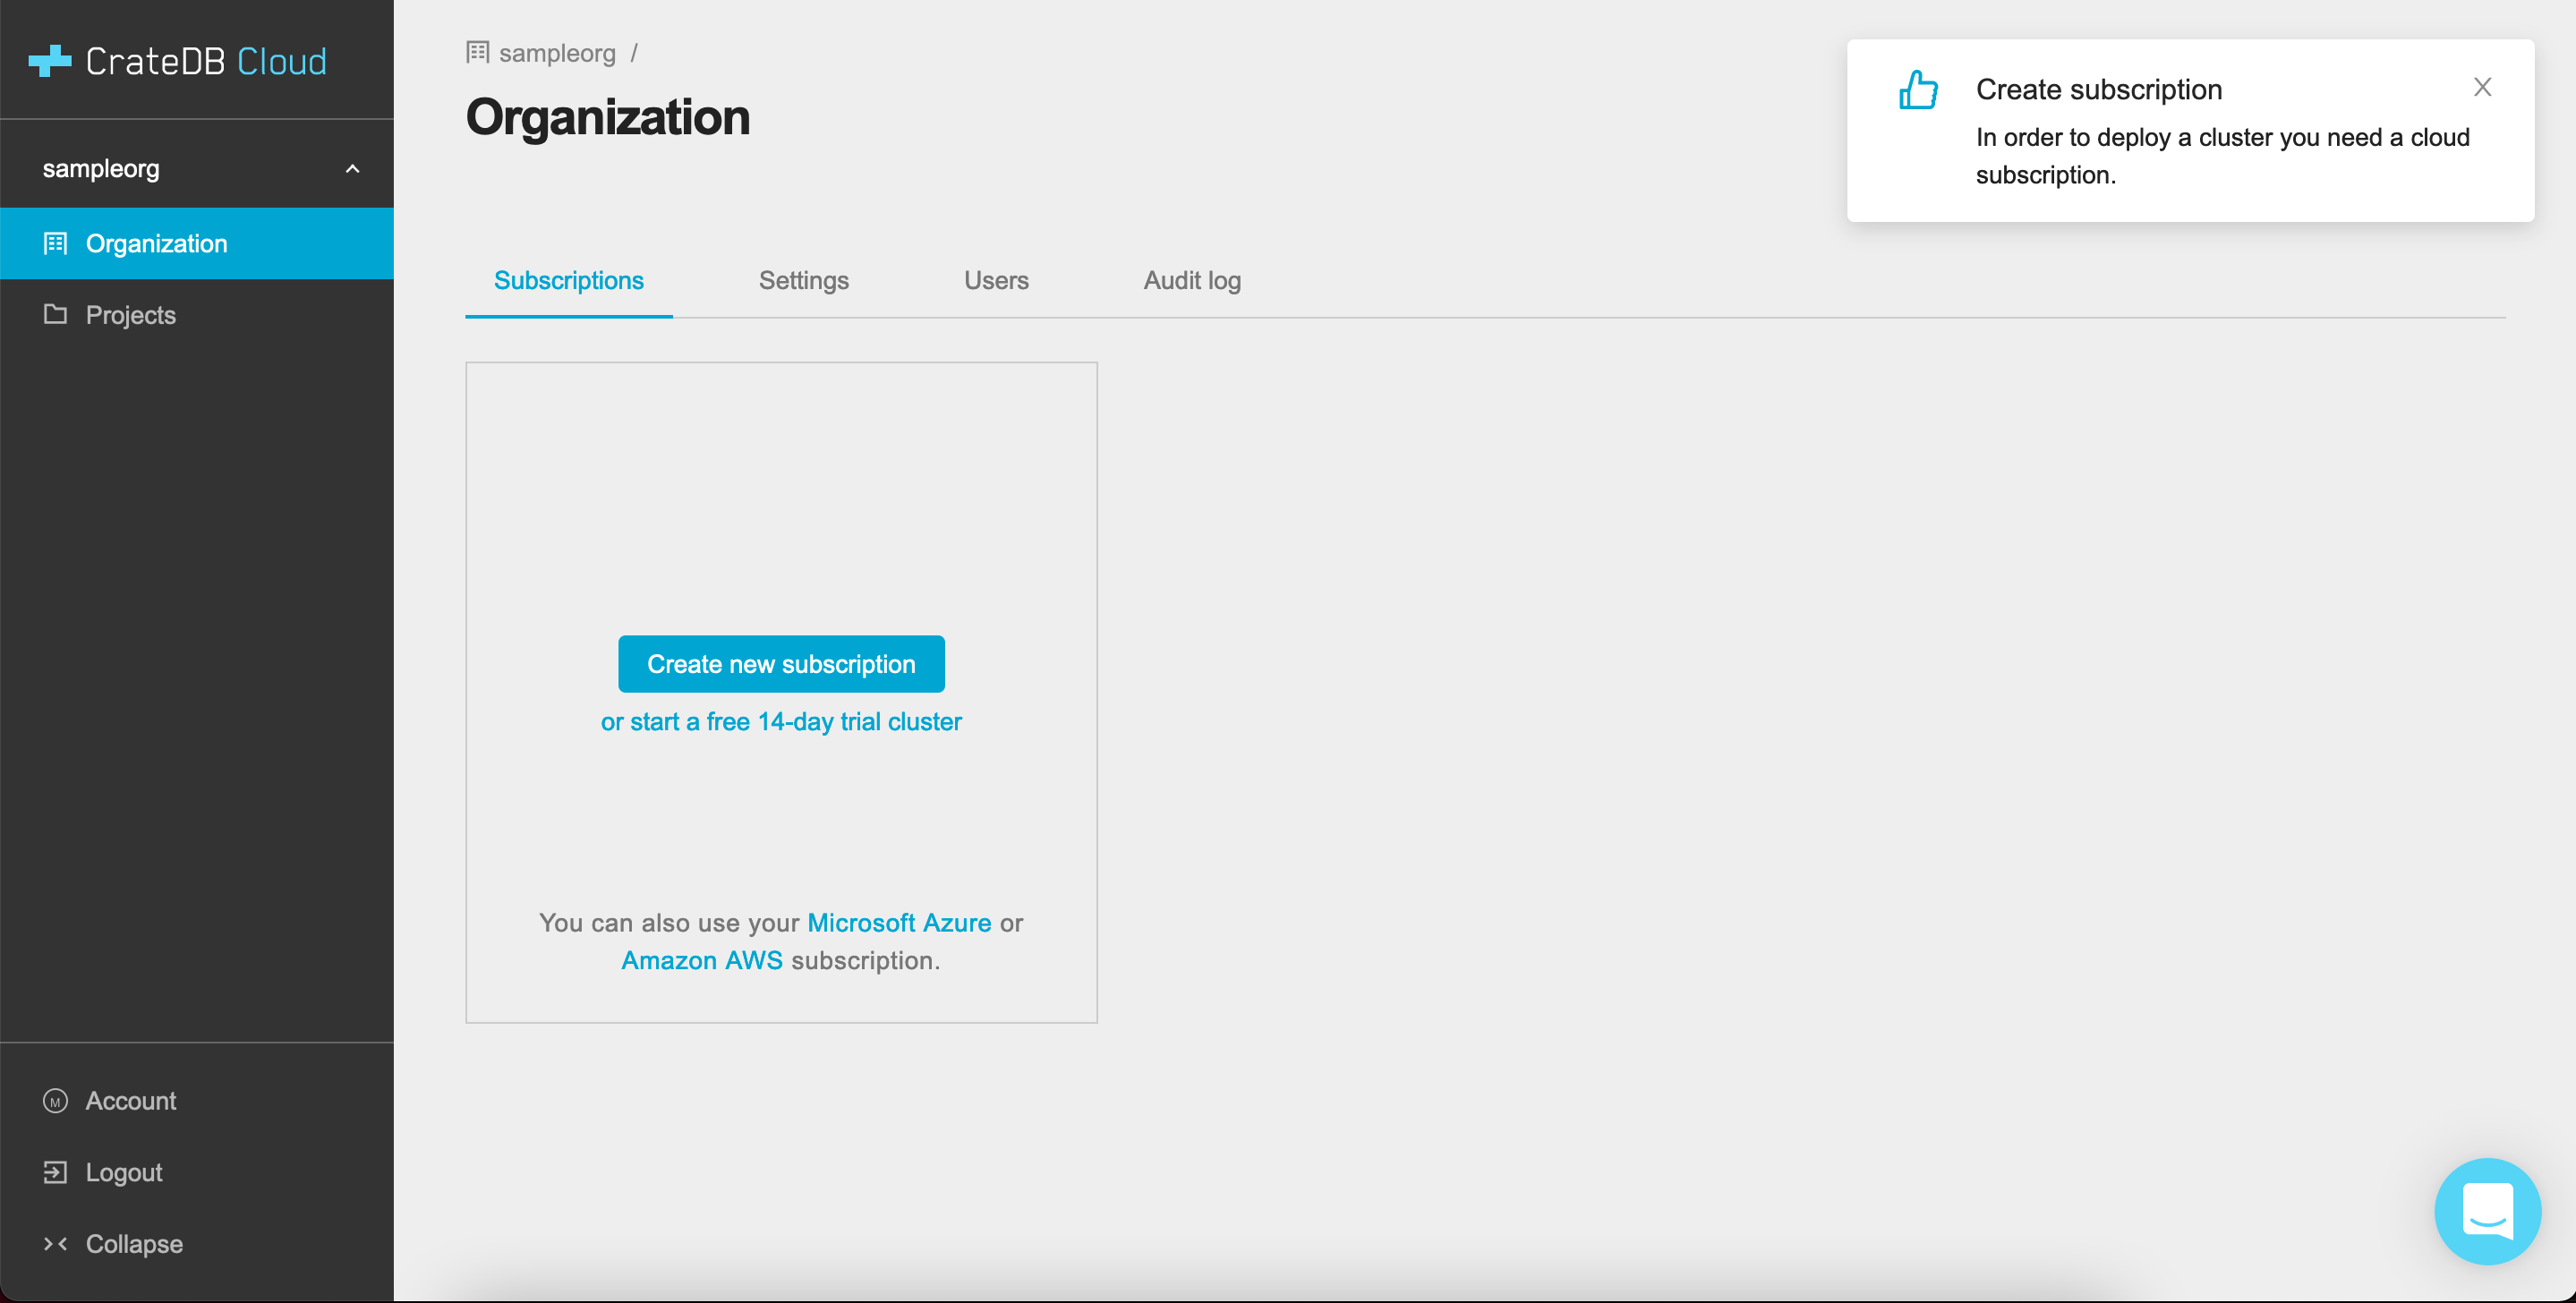 CrateDB Cloud
sampleorg
Organization
Projects
Account
Logout
Collapse
sampleorg /
Organization
Subscriptions
Settings
Users
Audit log
Create new subscription
or start a free 14-day trial cluster
You can also use your Microsoft Azure or
Amazon AWS subscription.
Create subscription
In order to deploy a cluster you need a cloud
subscription.